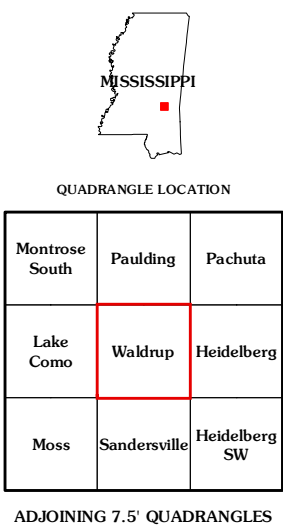 MISSISSIPPI
QUADRANGLE LOCATION
Montrose
South
Paulding
Pachuta
Lake
Como
Waldrup
Heidelberg
Moss
Sandersville
Heidelberg
SW
ADJOINING 7.5' QUADRANGLES